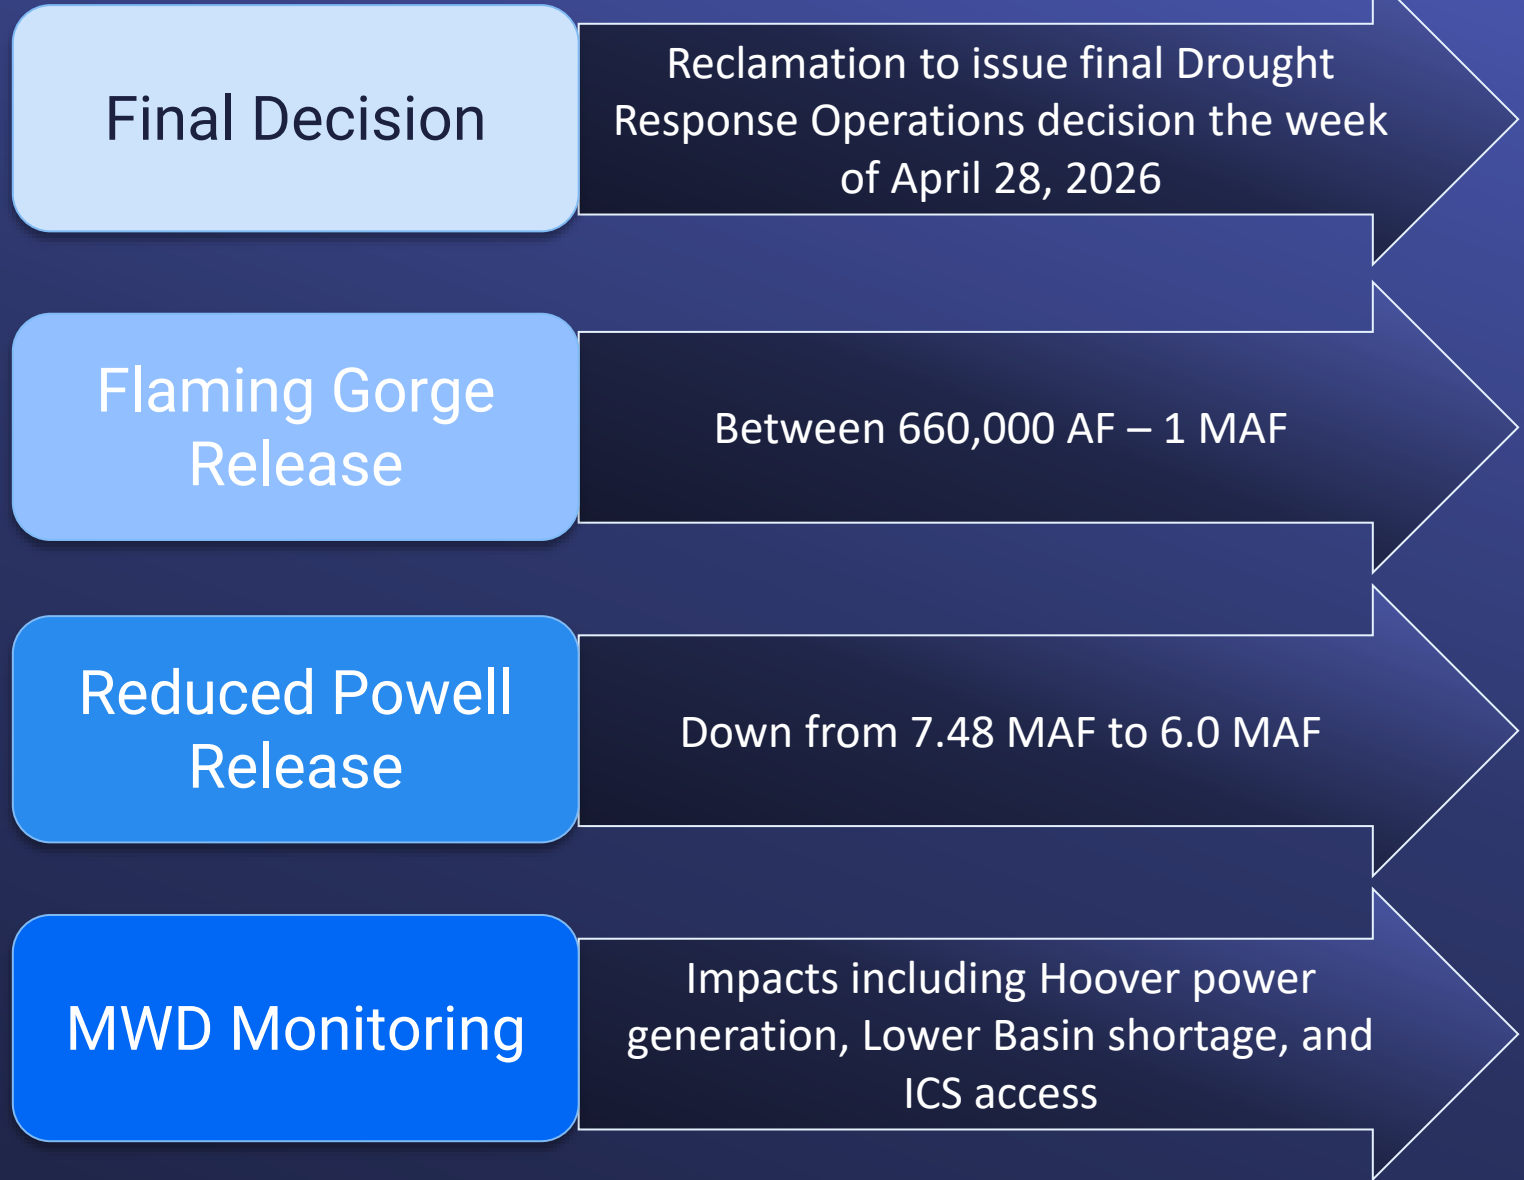 Final Decision
Reclamation to issue final Drought
Response Operations decision the week
of April 28, 2026
Flaming Gorge
Release
Between 660,000 AF – 1 MAF
Reduced Powell
Release
Down from 7.48 MAF to 6.0 MAF
MWD Monitoring
Impacts including Hoover power
generation, Lower Basin shortage, and
ICS access